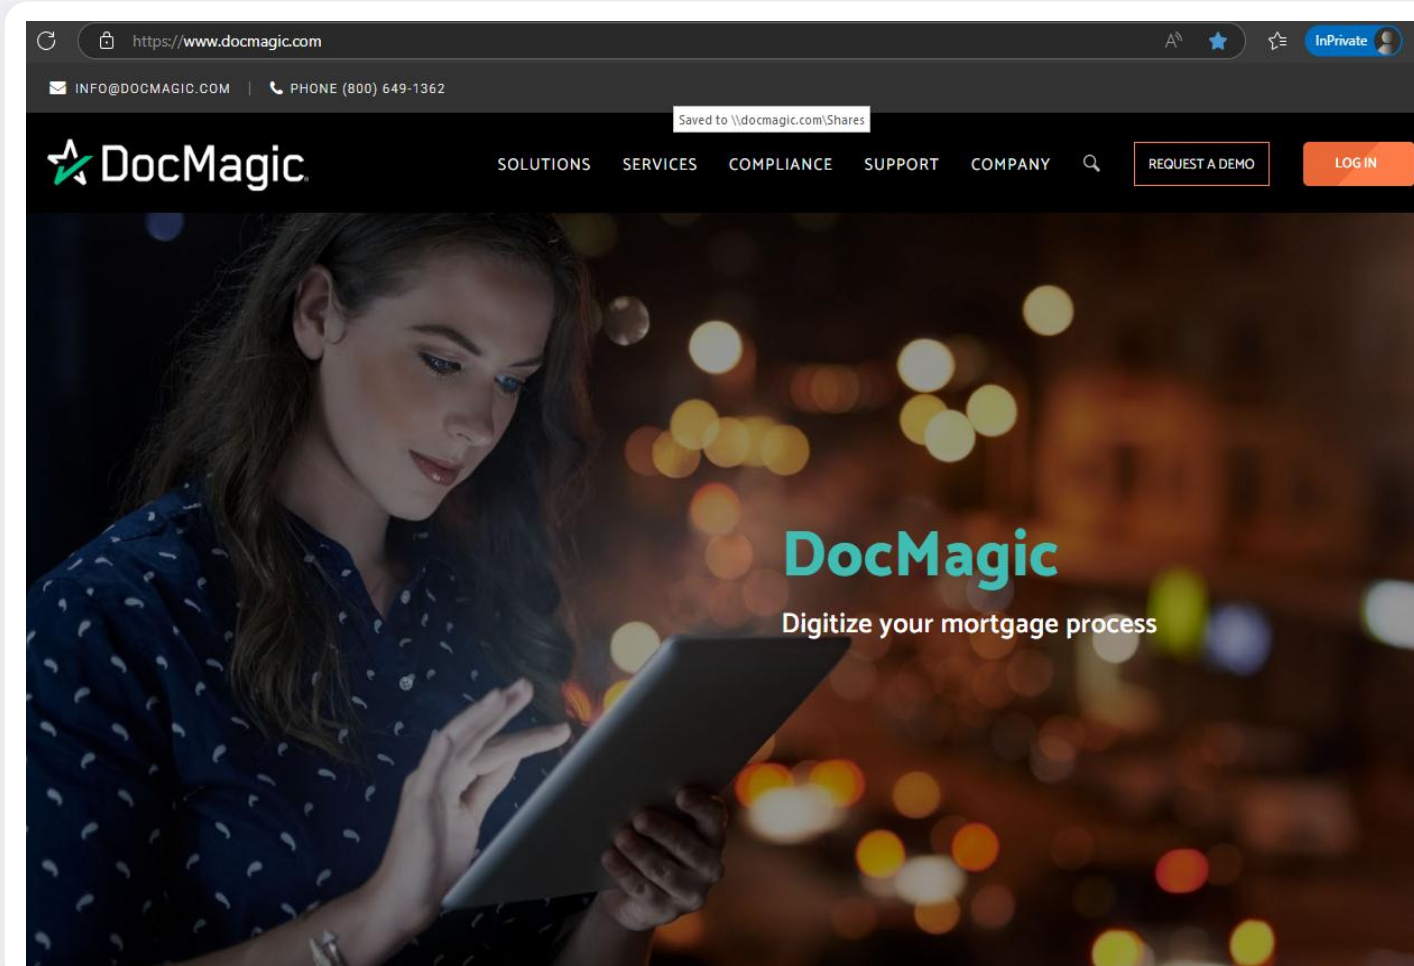 https://www.docmagic.com
InPrivate
INFO@DOCMAGIC.COM | PHONE (800) 649-1362
Saved to \\docmagic.com\Shares
DocMagic
SOLUTIONS SERVICES COMPLIANCE SUPPORT COMPANY REQUEST A DEMO LOG IN
DocMagic
Digitize your mortgage process